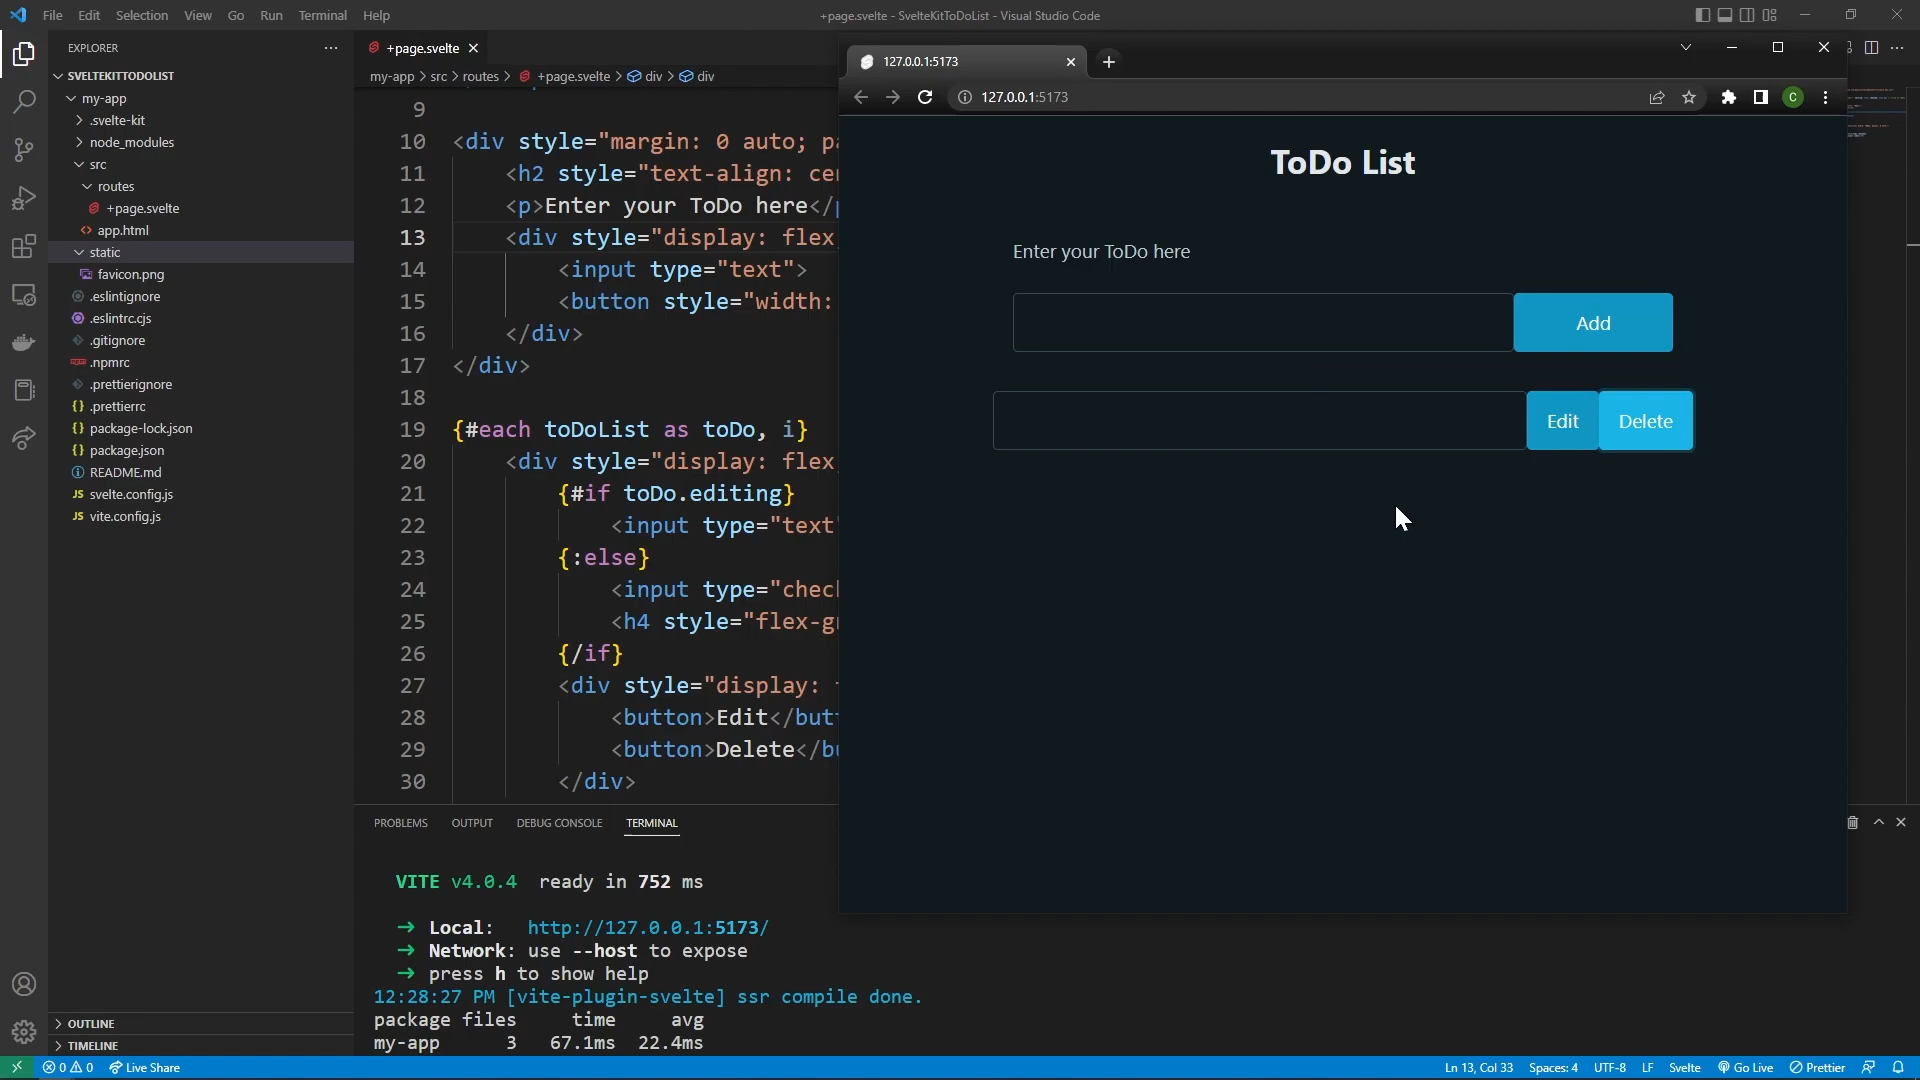 File Edit Selection View Go Run Terminal Help
+page.svelte - SvelteKitToDoList - Visual Studio Code
EXPLORER
SVELTEKITTODOLIST
my-app
.svelte-kit
node_modules
src
routes
+page.svelte
app.html
static
favicon.png
.eslintignore
.eslintrc.cjs
.gitignore
.npmrc
.prettierignore
.prettierrc
package-lock.json
package.json
README.md
svelte.config.js
vite.config.js
OUTLINE
TIMELINE
+page.svelte
my-app > src > routes > +page.svelte > div > div
9
10 <div style="margin: 0 auto; pa
11 <h2 style="text-align: cen
12 <p>Enter your ToDo here</p
13 <div style="display: flex
14 <input type="text">
15 <button style="width:
16 </div>
17 </div>
18
19 {#each toDoList as toDo, i}
20 <div style="display: flex
21 {#if toDo.editing}
22 <input type="text"
23 {:else}
24 <input type="chec
25 <h4 style="flex-g
26 {/if}
27 <div style="display:
28 <button>Edit</butt
29 <button>Delete</bu
30 </div>
127.0.0.1:5173
127.0.0.1:5173
C
ToDo List
Enter your ToDo here
Add
Edit Delete
PROBLEMS OUTPUT DEBUG CONSOLE TERMINAL
VITE v4.0.4 ready in 752 ms
➜ Local: http://127.0.0.1:5173/
➜ Network: use --host to expose
➜ press h to show help
12:28:27 PM [vite-plugin-svelte] ssr compile done.
package files time avg
my-app 3 67.1ms 22.4ms
0 0 Live Share
Ln 13, Col 33 Spaces: 4 UTF-8 LF Svelte Go Live Prettier